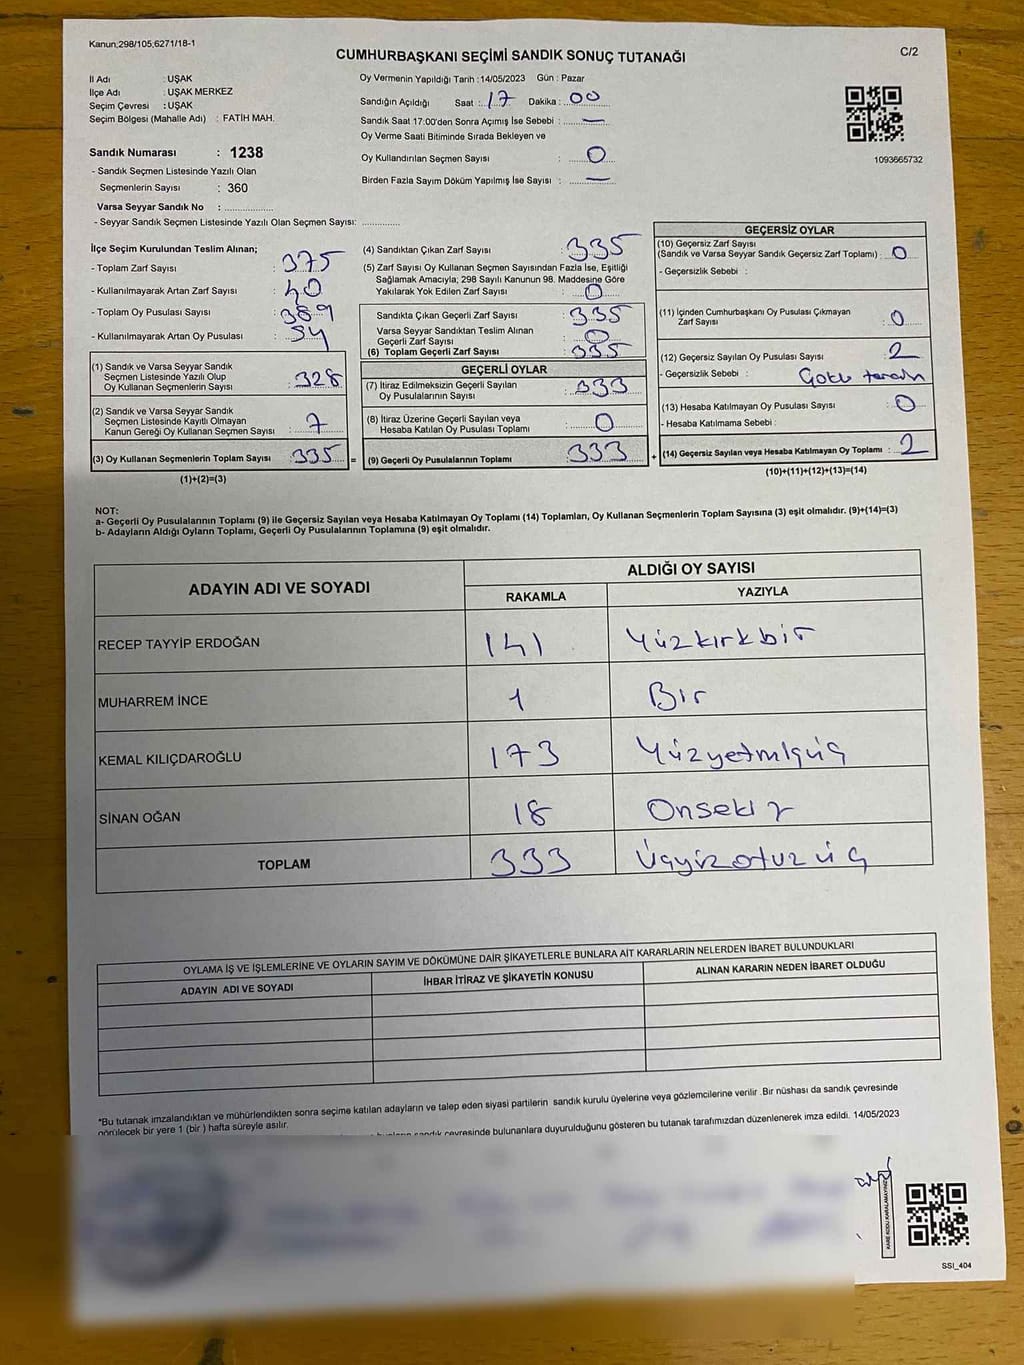 Kanun;298/105,6271/18-1
CUMHURBAŞKANI SEÇİMİ SANDIK SONUÇ TUTANAĞI
C/2
İl Adı : UŞAK
İlçe Adı : UŞAK MERKEZ
Seçim Çevresi : UŞAK
Seçim Bölgesi (Mahalle Adı) : FATİH MAH.
Oy Vermenin Yapıldığı Tarih :14/05/2023 Gün : Pazar
Sandığın Açıldığı Saat :17 Dakika: 00
Sandık Saat 17:00'den Sonra Açımış İse Sebebi : —
Oy Verme Saati Bitiminde Sırada Bekleyen ve
Oy Kullandırılan Seçmen Sayısı : 0
Birden Fazla Sayım Döküm Yapılmış İse Sayısı : —
1093665732
Sandık Numarası : 1238
- Sandık Seçmen Listesinde Yazılı Olan
Seçmenlerin Sayısı : 360
Varsa Seyyar Sandık No :
- Seyyar Sandık Seçmen Listesinde Yazılı Olan Seçmen Sayısı:
İlçe Seçim Kurulundan Teslim Alınan;
- Toplam Zarf Sayısı : 375
- Kullanılmayarak Artan Zarf Sayısı : 40
- Toplam Oy Pusulası Sayısı : 389
- Kullanılmayarak Artan Oy Pusulası : 54
(1) Sandık ve Varsa Seyyar Sandık
Seçmen Listesinde Yazılı Olup
Oy Kullanan Seçmenlerin Sayısı : 328
(2) Sandık ve Varsa Seyyar Sandık
Seçmen Listesinde Kayıtlı Olmayan
Kanun Gereği Oy Kullanan Seçmen Sayısı : 7
(3) Oy Kullanan Seçmenlerin Toplam Sayısı :335 =
(1)+(2)=(3)
(4) Sandıktan Çıkan Zarf Sayısı : 335
(5) Zarf Sayısı Oy Kullanan Seçmen Sayısından Fazla İse, Eşitliği
Sağlamak Amacıyla; 298 Sayılı Kanunun 98. Maddesine Göre
Yakılarak Yok Edilen Zarf Sayısı : 0
Sandıkta Çıkan Geçerli Zarf Sayısı : 335
Varsa Seyyar Sandıktan Teslim Alınan
Geçerli Zarf Sayısı : 0
(6) Toplam Geçerli Zarf Sayısı : 335
GEÇERLİ OYLAR
(7) İtiraz Edilmeksizin Geçerli Sayılan
Oy Pusulalarının Sayısı : 333
(8) İtiraz Üzerine Geçerli Sayılan veya
Hesaba Katılan Oy Pusulası Toplamı : 0
(9) Geçerli Oy Pusulalarının Toplamı : 333 +
GEÇERSİZ OYLAR
(10) Geçersiz Zarf Sayısı
(Sandık ve Varsa Seyyar Sandık Geçersiz Zarf Toplamı) : 0
- Geçersizlik Sebebi :
(11) İçinden Cumhurbaşkanı Oy Pusulası Çıkmayan
Zarf Sayısı : 0
(12) Geçersiz Sayılan Oy Pusulası Sayısı : 2
- Geçersizlik Sebebi :
(13) Hesaba Katılmayan Oy Pusulası Sayısı : 0
- Hesaba Katılmama Sebebi :
(14) Geçersiz Sayılan veya Hesaba Katılmayan Oy Toplamı : 2
(10)+(11)+(12)+(13)=(14)
NOT:
a- Geçerli Oy Pusulalarının Toplamı (9) ile Geçersiz Sayılan veya Hesaba Katılmayan Oy Toplamı (14) Toplamları, Oy Kullanan Seçmenlerin Toplam Sayısına (3) eşit olmalıdır. (9)+(14)=(3)
b- Adayların Aldığı Oyların Toplamı, Geçerli Oy Pusulalarının Toplamına (9) eşit olmalıdır.
ADAYIN ADI VE SOYADI
ALDIĞI OY SAYISI
RAKAMLA YAZIYLA
RECEP TAYYİP ERDOĞAN 141 Yüzkırkbir
MUHARREM İNCE 1 Bir
KEMAL KILIÇDAROĞLU 173 Yüzyetmişüç
SİNAN OĞAN 18 Onsekiz
TOPLAM 333 Üçyüzotuzüç
OYLAMA İŞ VE İŞLEMLERİNE VE OYLARIN SAYIM VE DÖKÜMÜNE DAİR ŞİKAYETLERLE BUNLARA AİT KARARLARIN NELERDEN İBARET BULUNDUKLARI
ADAYIN ADI VE SOYADI İHBAR İTİRAZ VE ŞİKAYETİN KONUSU ALINAN KARARIN NEDEN İBARET OLDUĞU
*Bu tutanak imzalandıktan ve mühürlendikten sonra seçime katılan adayların ve talep eden siyasi partilerin sandık kurulu üyelerine veya gözlemcilerine verilir .Bir nüshası da sandık çevresinde
görülecek bir yere 1 (bir ) hafta süreyle asılır.
sandık çevresinde bulunanlara duyurulduğunu gösteren bu tutanak tarafımızdan düzenlenerek imza edildi. 14/05/2023
KARE KODU KARALAMAYINIZ
SSI_404